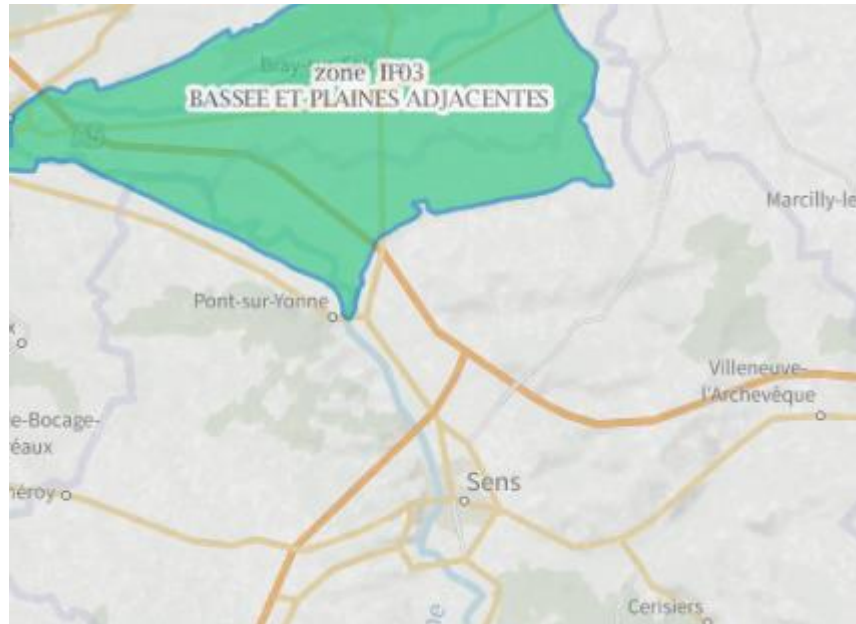 zone IF03
BASSEE ET PLAINES ADJACENTES
Marcilly-le
Pont-sur-Yonne
Villeneuve-
l'Archevêque
e-Bocage-
éaux
héroy
Sens
Cerisiers